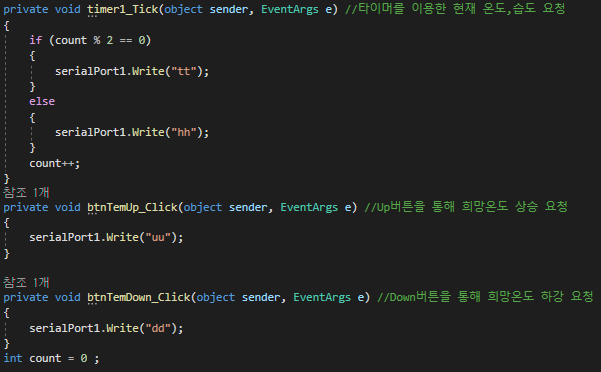 private void timer1_Tick(object sender, EventArgs e) //타이머를 이용한 현재 온도,습도 요청
{
if (count % 2 == 0)
{
serialPort1.Write("tt");
}
else
{
serialPort1.Write("hh");
}
count++;
}
참조 1개
private void btnTemUp_Click(object sender, EventArgs e) //Up버튼을 통해 희망온도 상승 요청
{
serialPort1.Write("uu");
}
참조 1개
private void btnTemDown_Click(object sender, EventArgs e) //Down버튼을 통해 희망온도 하강 요청
{
serialPort1.Write("dd");
}
int count = 0 ;